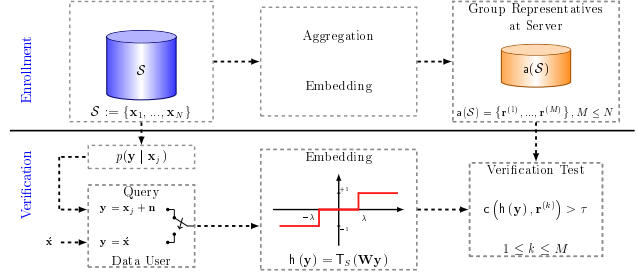 Enrollment
𝒮
𝒮 := {x₁, ..., x_N}
Aggregation
Embedding
Group Representatives
at Server
a(𝒮)
a(𝒮) = {r⁽¹⁾, ..., r⁽ᴹ⁾}, M ≤ N
Verification
p(y | x_j)
Query
y = x_j + n
x́
y = x́
Data User
Embedding
+1
−λ
λ
−1
h(y) = T_S(Wy)
Verification Test
c(h(y), r⁽ᵏ⁾) > τ
1 ≤ k ≤ M